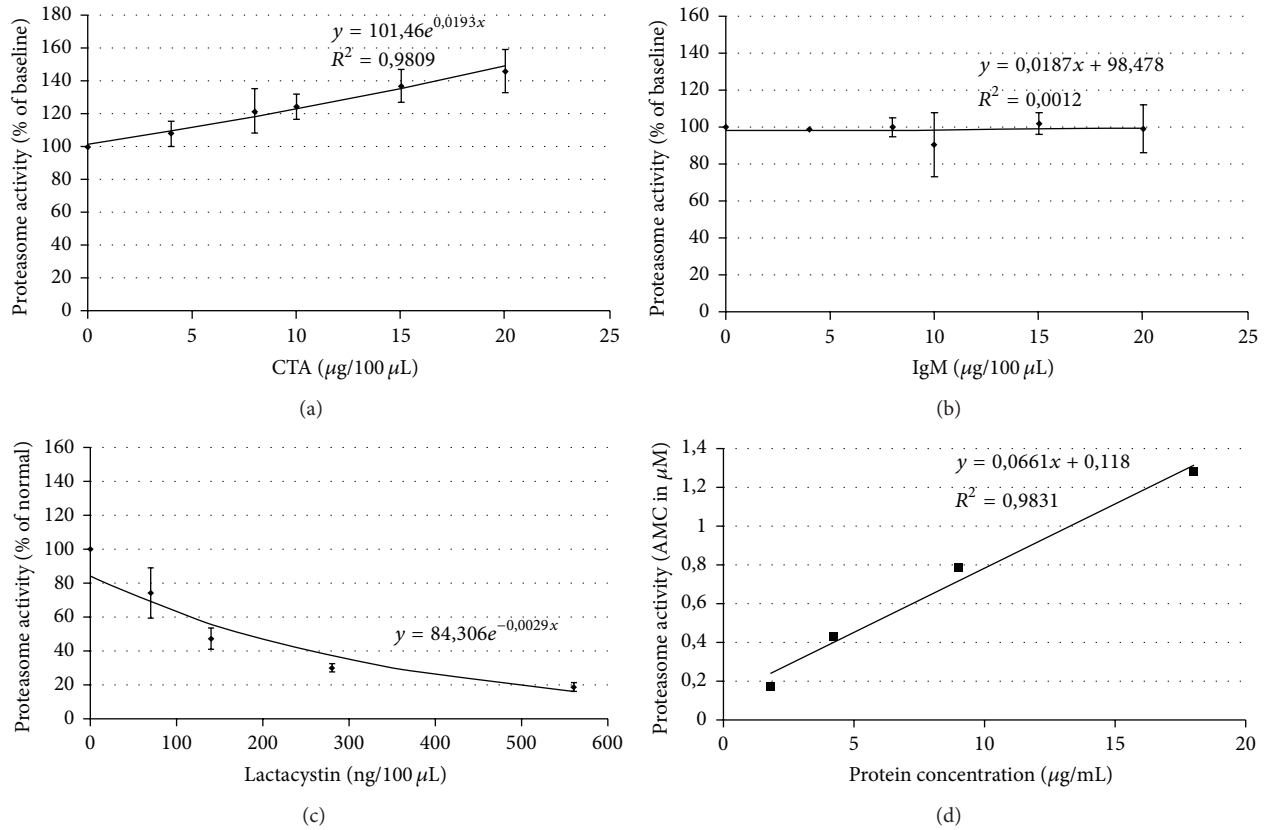 Proteasome activity (% of baseline)
180
160
140
120
100
80
60
40
20
0
y = 101,46e^{0,0193x}
R² = 0,9809
0 5 10 15 20 25
CTA (μg/100 μL)
(a)
Proteasome activity (% of baseline)
160
140
120
100
80
60
40
20
0
y = 0,0187x + 98,478
R² = 0,0012
0 5 10 15 20 25
IgM (μg/100 μL)
(b)
Proteasome activity (% of normal)
160
140
120
100
80
60
40
20
0
y = 84,306e^{−0,0029x}
0 100 200 300 400 500 600
Lactacystin (ng/100 μL)
(c)
Proteasome activity (AMC in μM)
1,4
1,2
1
0,8
0,6
0,4
0,2
0
y = 0,0661x + 0,118
R² = 0,9831
0 5 10 15 20
Protein concentration (μg/mL)
(d)